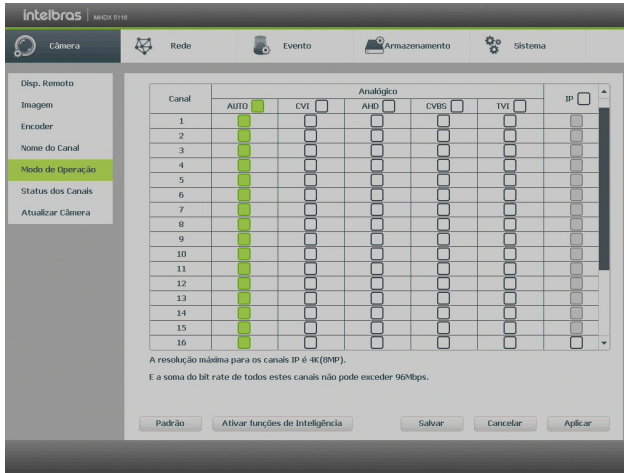 intelbras MHDX 5116
Câmera Rede Evento Armazenamento Sistema
Disp. Remoto
Imagem
Encoder
Nome do Canal
Modo de Operação
Status dos Canais
Atualizar Câmera
Canal Analógico IP
AUTO CVI AHD CVBS TVI
1
2
3
4
5
6
7
8
9
10
11
12
13
14
15
16
A resolução máxima para os canais IP é 4K(8MP).
E a soma do bit rate de todos estes canais não pode exceder 96Mbps.
Padrão Ativar funções de Inteligência Salvar Cancelar Aplicar